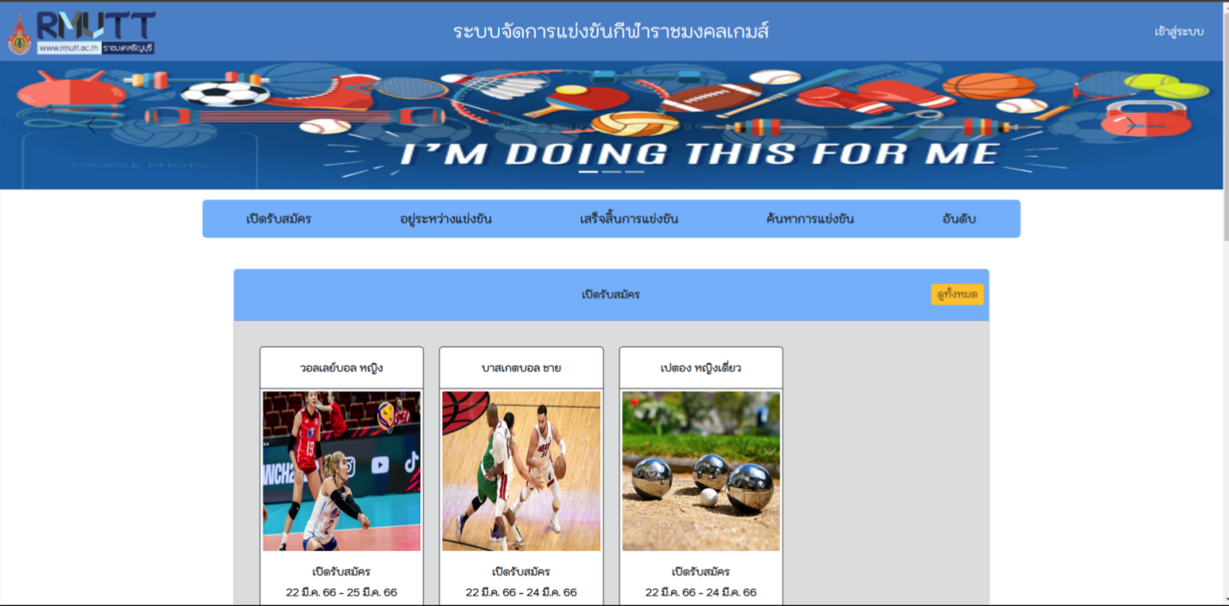 RMUTT
www.rmutt.ac.th ราชมงคลธัญบุรี
ระบบจัดการแข่งขันกีฬาราชมงคลเกมส์
เข้าสู่ระบบ
PROFILE PHOTO
I'M DOING THIS FOR ME
เปิดรับสมัคร
อยู่ระหว่างแข่งขัน
เสร็จสิ้นการแข่งขัน
ค้นหาการแข่งขัน
อันดับ
เปิดรับสมัคร
ดูทั้งหมด
วอลเลย์บอล หญิง
บาสเกตบอล ชาย
เปตอง หญิงเดี่ยว
13
WCH2
HEAT
เปิดรับสมัคร
22 มี.ค. 66 - 25 มี.ค. 66
เปิดรับสมัคร
22 มี.ค. 66 - 24 มี.ค. 66
เปิดรับสมัคร
22 มี.ค. 66 - 24 มี.ค. 66